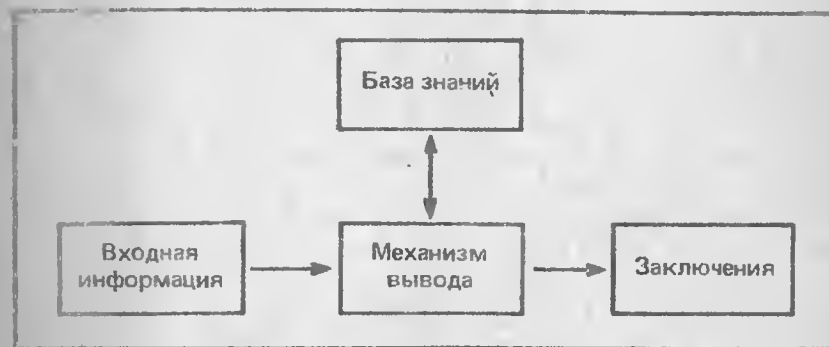 База знаний
Входная
информация
Механизм
вывода
Заключения